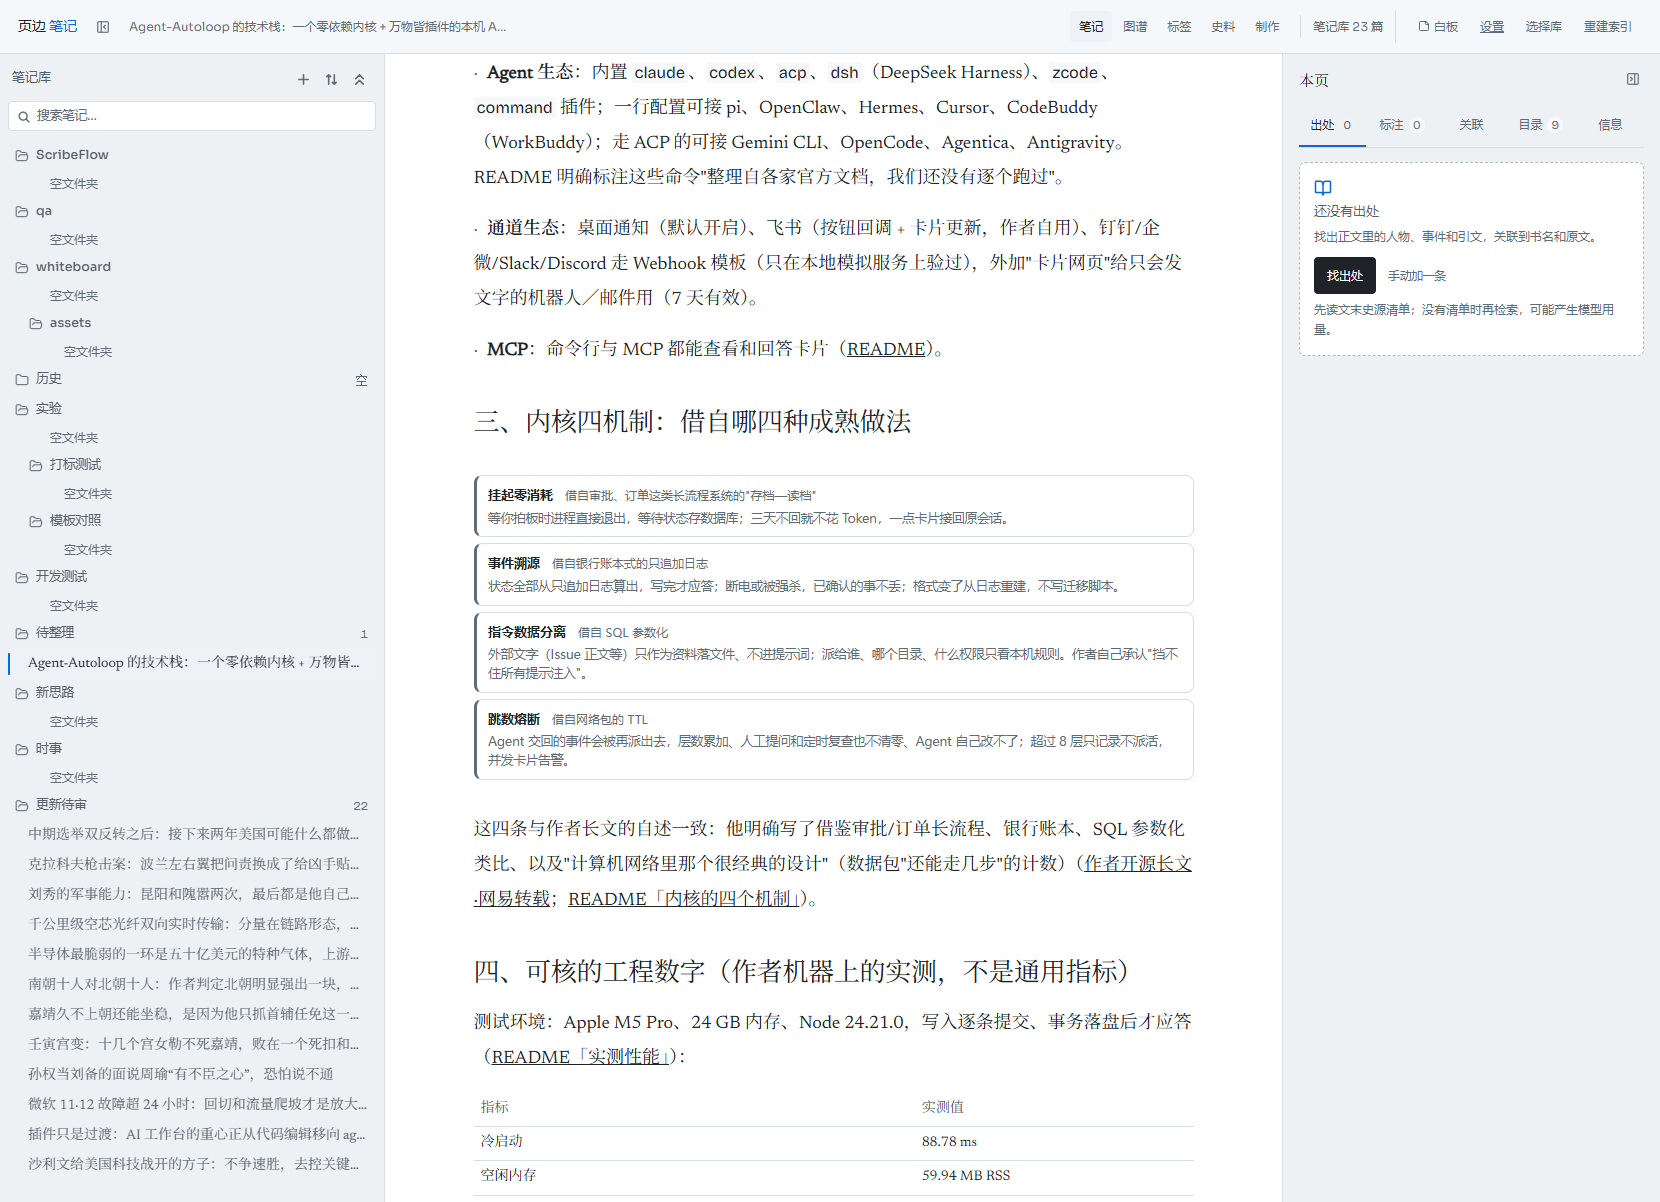 页边 笔记
Agent-Autoloop 的技术栈：一个零依赖内核 + 万物皆插件的本机 A...
笔记
图谱
标签
史料
制作
笔记库 23 篇
白板
设置
选择库
重建索引
笔记库
搜索笔记...
ScribeFlow
空文件夹
qa
空文件夹
whiteboard
空文件夹
assets
空文件夹
历史
空
实验
空文件夹
打标测试
空文件夹
模板对照
空文件夹
开发测试
空文件夹
待整理
1
Agent-Autoloop 的技术栈：一个零依赖内核 + 万物皆...
新思路
空文件夹
时事
空文件夹
更新待审
22
中期选举双反转之后：接下来两年美国可能什么都做...
克拉科夫枪击案：波兰左右翼把问责换成了给凶手贴...
刘秀的军事能力：昆阳和隗嚣两次，最后都是他自己...
千公里级空芯光纤双向实时传输：分量在链路形态，...
半导体最脆弱的一环是五十亿美元的特种气体，上游...
南朝十人对北朝十人：作者判定北朝明显强出一块，...
嘉靖久不上朝还能坐稳，是因为他只抓首辅任免这一...
壬寅宫变：十几个宫女勒不死嘉靖，败在一个死扣和...
孙权当刘备的面说周瑜“有不臣之心”，恐怕说不通
微软 11·12 故障超 24 小时：回切和流量爬坡才是放大...
插件只是过渡：AI 工作台的重心正从代码编辑移向 ag...
沙利文给美国科技战开的方子：不争速胜，去控关键...
· Agent 生态：内置 claude、codex、acp、dsh（DeepSeek Harness）、zcode、
command 插件；一行配置可接 pi、OpenClaw、Hermes、Cursor、CodeBuddy
（WorkBuddy）；走 ACP 的可接 Gemini CLI、OpenCode、Agentica、Antigravity。
README 明确标注这些命令"整理自各家官方文档，我们还没有逐个跑过"。
· 通道生态：桌面通知（默认开启）、飞书（按钮回调 + 卡片更新，作者自用）、钉钉/企
微/Slack/Discord 走 Webhook 模板（只在本地模拟服务上验过），外加"卡片网页"给只会发
文字的机器人／邮件用（7 天有效）。
· MCP：命令行与 MCP 都能查看和回答卡片（README）。
三、内核四机制：借自哪四种成熟做法
挂起零消耗 借自审批、订单这类长流程系统的"存档—读档"
等你拍板时进程直接退出，等待状态存数据库；三天不回就不花 Token，一点卡片接回原会话。
事件溯源 借自银行账本式的只追加日志
状态全部从只追加日志算出，写完才应答；断电或被强杀，已确认的事不丢；格式变了从日志重建，不写迁移脚本。
指令数据分离 借自 SQL 参数化
外部文字（Issue 正文等）只作为资料落文件、不进提示词；派给谁、哪个目录、什么权限只看本机规则。作者自己承认"挡不
住所有提示注入"。
跳数熔断 借自网络包的 TTL
Agent 交回的事件会被再派出去，层数累加、人工提问和定时复查也不清零、Agent 自己改不了；超过 8 层只记录不派活，
并发卡片告警。
这四条与作者长文的自述一致：他明确写了借鉴审批/订单长流程、银行账本、SQL 参数化
类比、以及"计算机网络里那个很经典的设计"（数据包"还能走几步"的计数）（作者开源长文
·网易转载；README「内核的四个机制」）。
四、可核的工程数字（作者机器上的实测，不是通用指标）
测试环境：Apple M5 Pro、24 GB 内存、Node 24.21.0，写入逐条提交、事务落盘后才应答
（README「实测性能」）：
指标
实测值
冷启动
88.78 ms
空闲内存
59.94 MB RSS
本页
出处 0
标注 0
关联
目录 9
信息
还没有出处
找出正文里的人物、事件和引文，关联到书名和原文。
找出处
手动加一条
先读文末史源清单；没有清单时再检索，可能产生模型用
量。